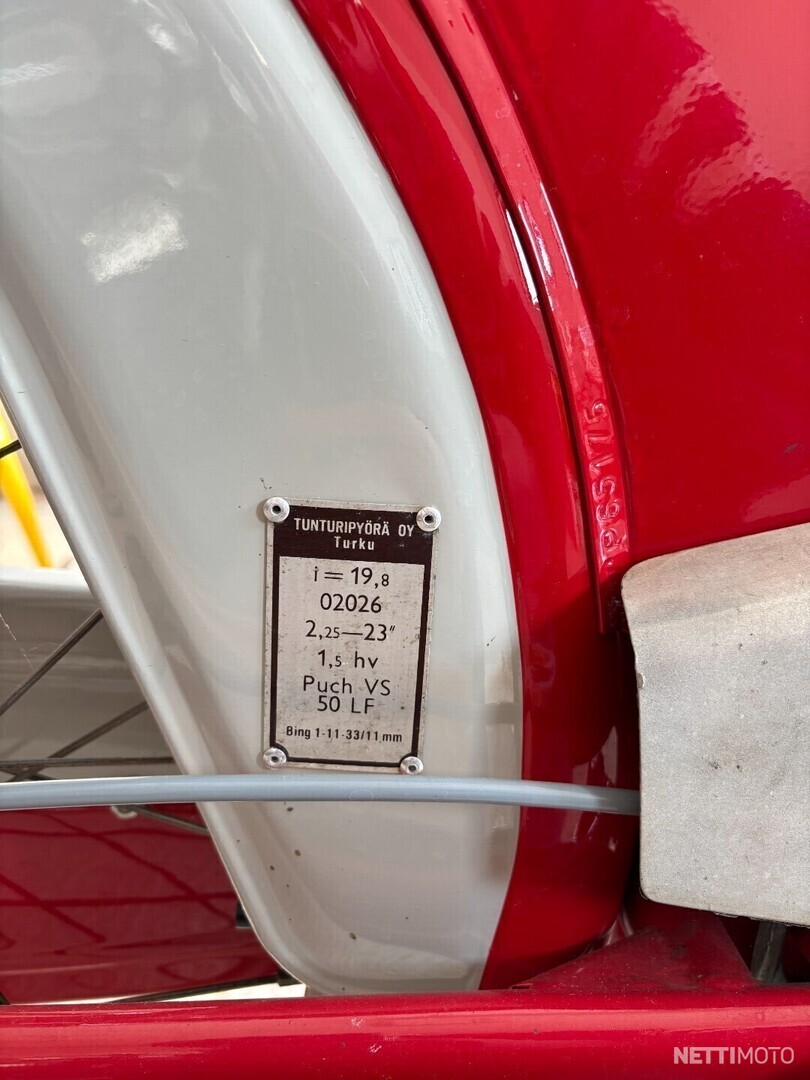 TUNTURIPYÖRÄ OY
Turku
i = 19,8
02026
2,25—23"
1,5 hv
Puch VS
50 LF
Bing 1-11-33/11 mm
P65175
NETTIMOTO